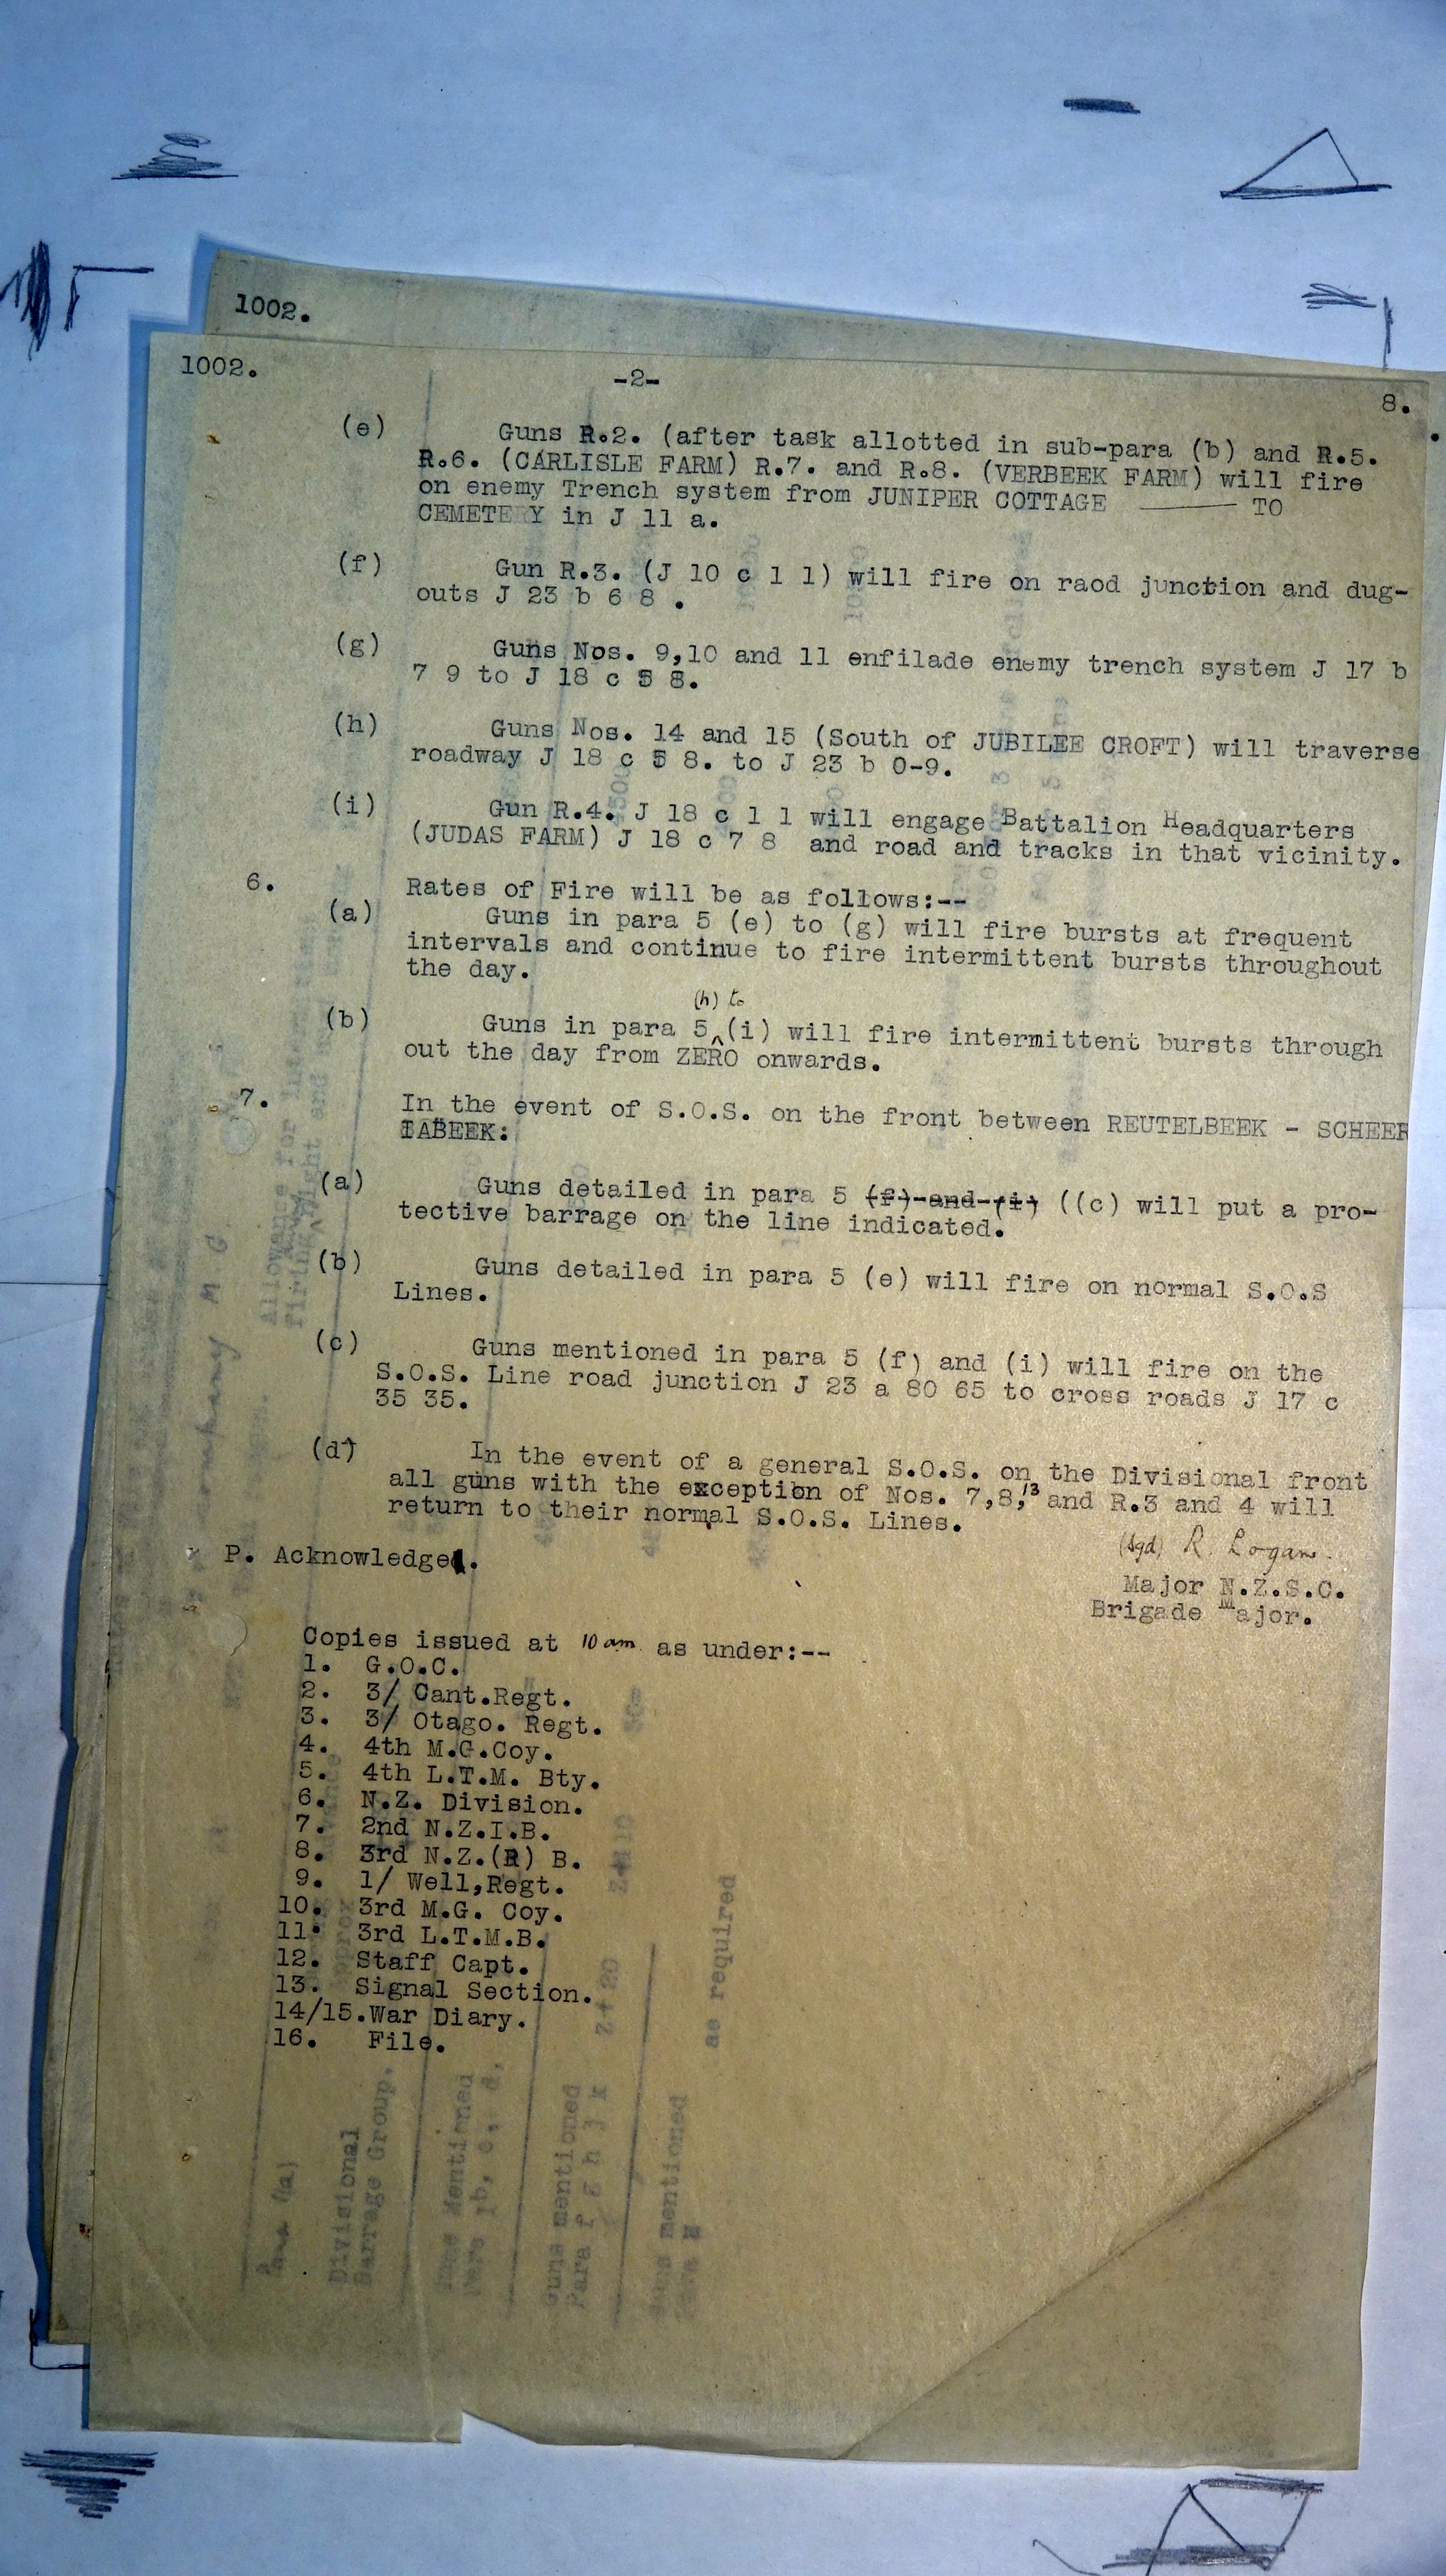 1002.
1002.
-2-
8.
(e) Guns R.2. (after task allotted in sub-para (b) and R.5.
R.6. (CARLISLE FARM) R.7. and R.8. (VERBEEK FARM) will fire
on enemy Trench system from JUNIPER COTTAGE ——— TO
CEMETERY in J 11 a.
(f) Gun R.3. (J 10 c 1 1) will fire on raod junction and dug-
outs J 23 b 6 8 .
(g) Guns Nos. 9,10 and 11 enfilade enemy trench system J 17 b
7 9 to J 18 c 5 8.
(h) Guns Nos. 14 and 15 (South of JUBILEE CROFT) will traverse
roadway J 18 c 5 8. to J 23 b 0-9.
(i) Gun R.4. J 18 c 1 1 will engage Battalion Headquarters
(JUDAS FARM) J 18 c 7 8 and road and tracks in that vicinity.
6. Rates of Fire will be as follows:--
(a) Guns in para 5 (e) to (g) will fire bursts at frequent
intervals and continue to fire intermittent bursts throughout
the day.
(h) to
(b) Guns in para 5 ^ (i) will fire intermittent bursts through
out the day from ZERO onwards.
7. In the event of S.O.S. on the front between REUTELBEEK - SCHEER
IABEEK:
(a) Guns detailed in para 5 (f) and (i) ((c) will put a pro-
tective barrage on the line indicated.
(b) Guns detailed in para 5 (e) will fire on normal S.O.S
Lines.
(c) Guns mentioned in para 5 (f) and (i) will fire on the
S.O.S. Line road junction J 23 a 80 65 to cross roads J 17 c
35 35.
(d) In the event of a general S.O.S. on the Divisional front
all guns with the exception of Nos. 7,8,13 and R.3 and 4 will
return to their normal S.O.S. Lines.
(Sgd) R. Logan.
P. Acknowledge.
Major N.Z.S.C.
Brigade Major.
Copies issued at 10 am as under:--
1. G.O.C.
2. 3/ Cant.Regt.
3. 3/ Otago. Regt.
4. 4th M.G.Coy.
5. 4th L.T.M. Bty.
6. N.Z. Division.
7. 2nd N.Z.I.B.
8. 3rd N.Z.(R) B.
9. 1/ Well,Regt.
10. 3rd M.G. Coy.
11. 3rd L.T.M.B.
12. Staff Capt.
13. Signal Section.
14/15.War Diary.
16. File.
Divisional
Barrage Group.
mentioned
Guns mentioned
Para f g h j k
mentioned
as required